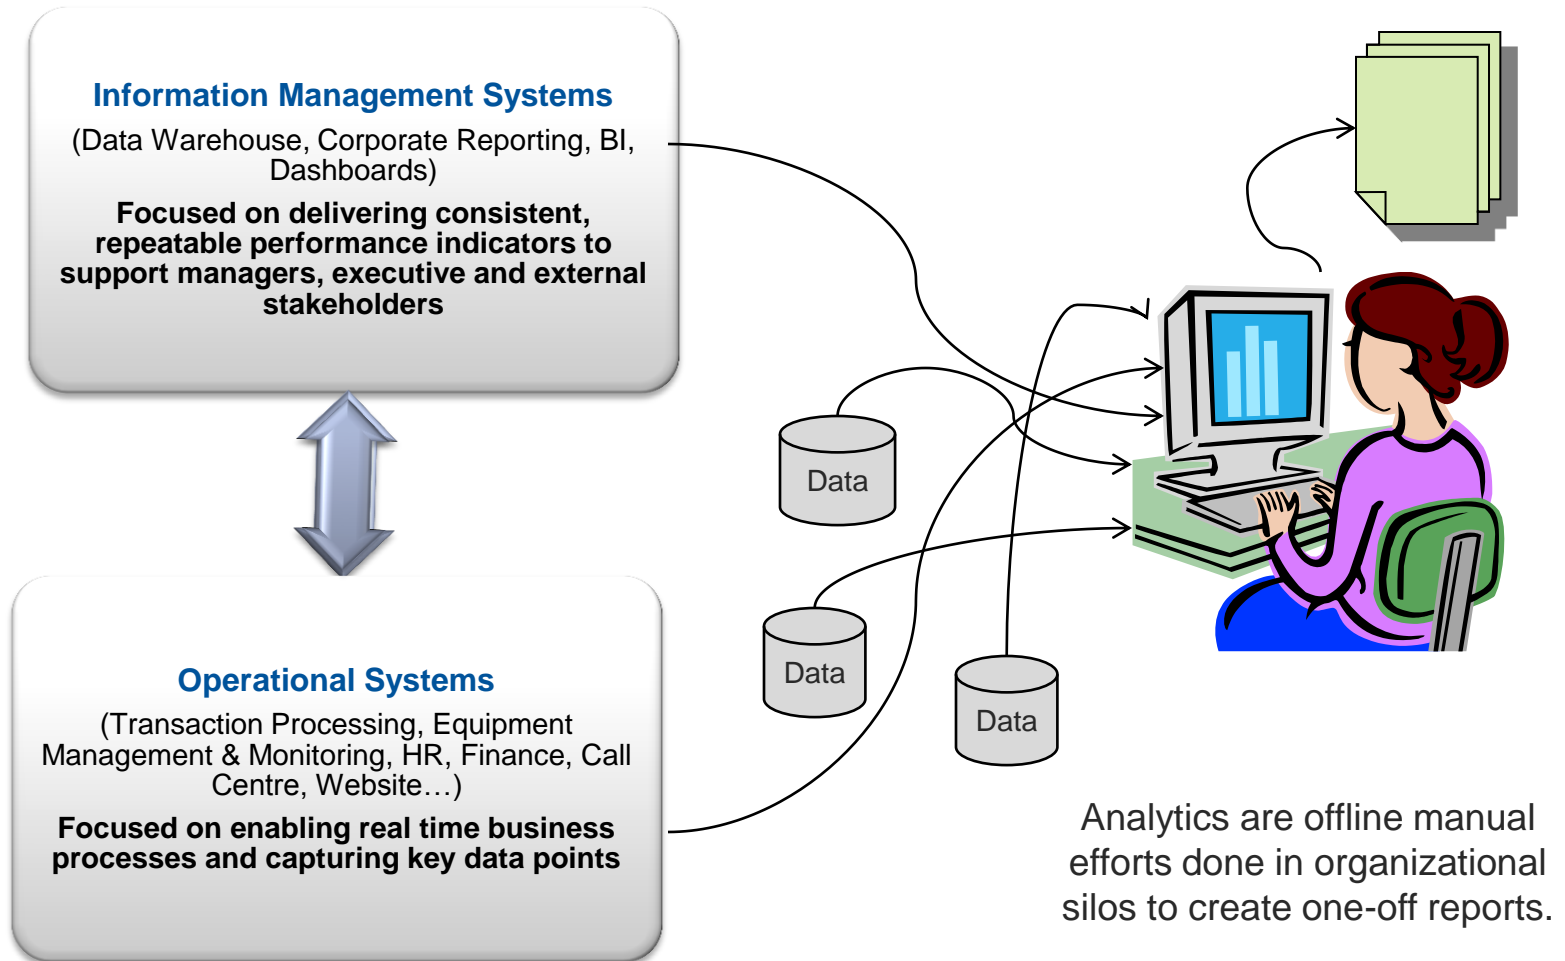 Information Management Systems
(Data Warehouse, Corporate Reporting, BI,
Dashboards)
Focused on delivering consistent,
repeatable performance indicators to
support managers, executive and external
stakeholders
Operational Systems
(Transaction Processing, Equipment
Management & Monitoring, HR, Finance, Call
Centre, Website…)
Focused on enabling real time business
processes and capturing key data points
Data
Data
Data
Analytics are offline manual
efforts done in organizational
silos to create one-off reports.